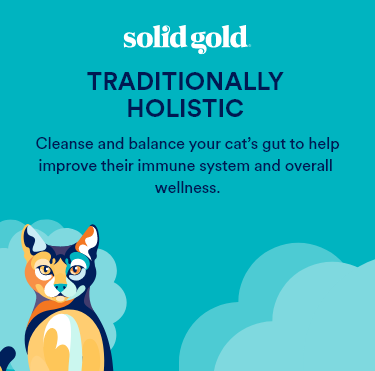 solid gold
TRADITIONALLY
HOLISTIC
Cleanse and balance your cat’s gut to help
improve their immune system and overall
wellness.